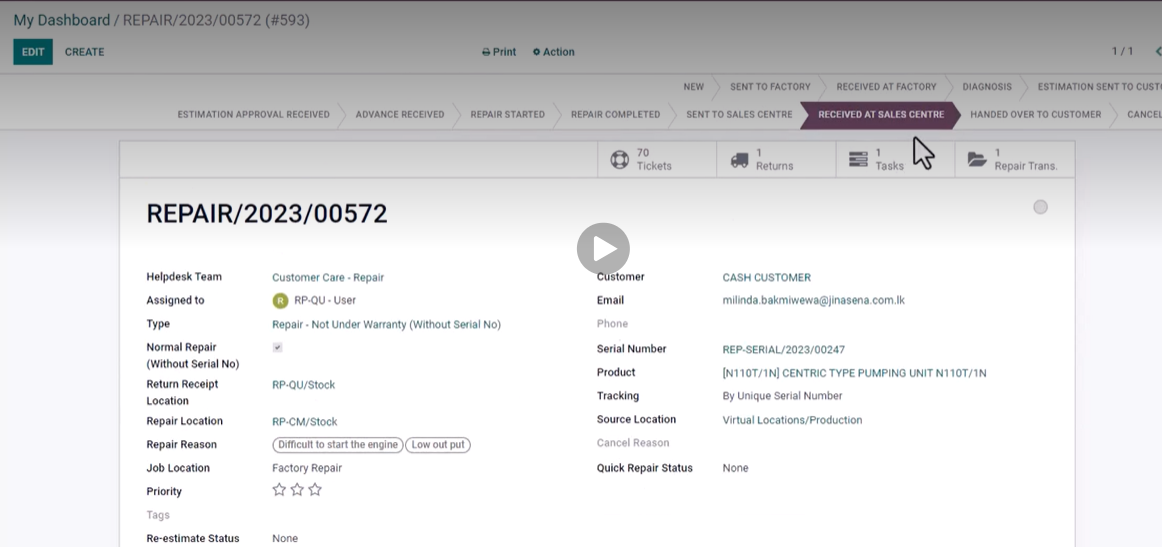 My Dashboard / REPAIR/2023/00572 (#593)
EDIT CREATE Print Action 1 / 1
NEW SENT TO FACTORY RECEIVED AT FACTORY DIAGNOSIS ESTIMATION SENT TO CUSTO
ESTIMATION APPROVAL RECEIVED ADVANCE RECEIVED REPAIR STARTED REPAIR COMPLETED SENT TO SALES CENTRE RECEIVED AT SALES CENTRE HANDED OVER TO CUSTOMER CANCEL
70 Tickets
1 Returns
1 Tasks
1 Repair Trans.
REPAIR/2023/00572
Helpdesk Team Customer Care - Repair
Assigned to R RP-QU - User
Type Repair - Not Under Warranty (Without Serial No)
Normal Repair
(Without Serial No)
Return Receipt Location RP-QU/Stock
Repair Location RP-CM/Stock
Repair Reason Difficult to start the engine Low out put
Job Location Factory Repair
Priority
Tags
Re-estimate Status None
Customer CASH CUSTOMER
Email milinda.bakmiwewa@jinasena.com.lk
Phone
Serial Number REP-SERIAL/2023/00247
Product [N110T/1N] CENTRIC TYPE PUMPING UNIT N110T/1N
Tracking By Unique Serial Number
Source Location Virtual Locations/Production
Cancel Reason
Quick Repair Status None